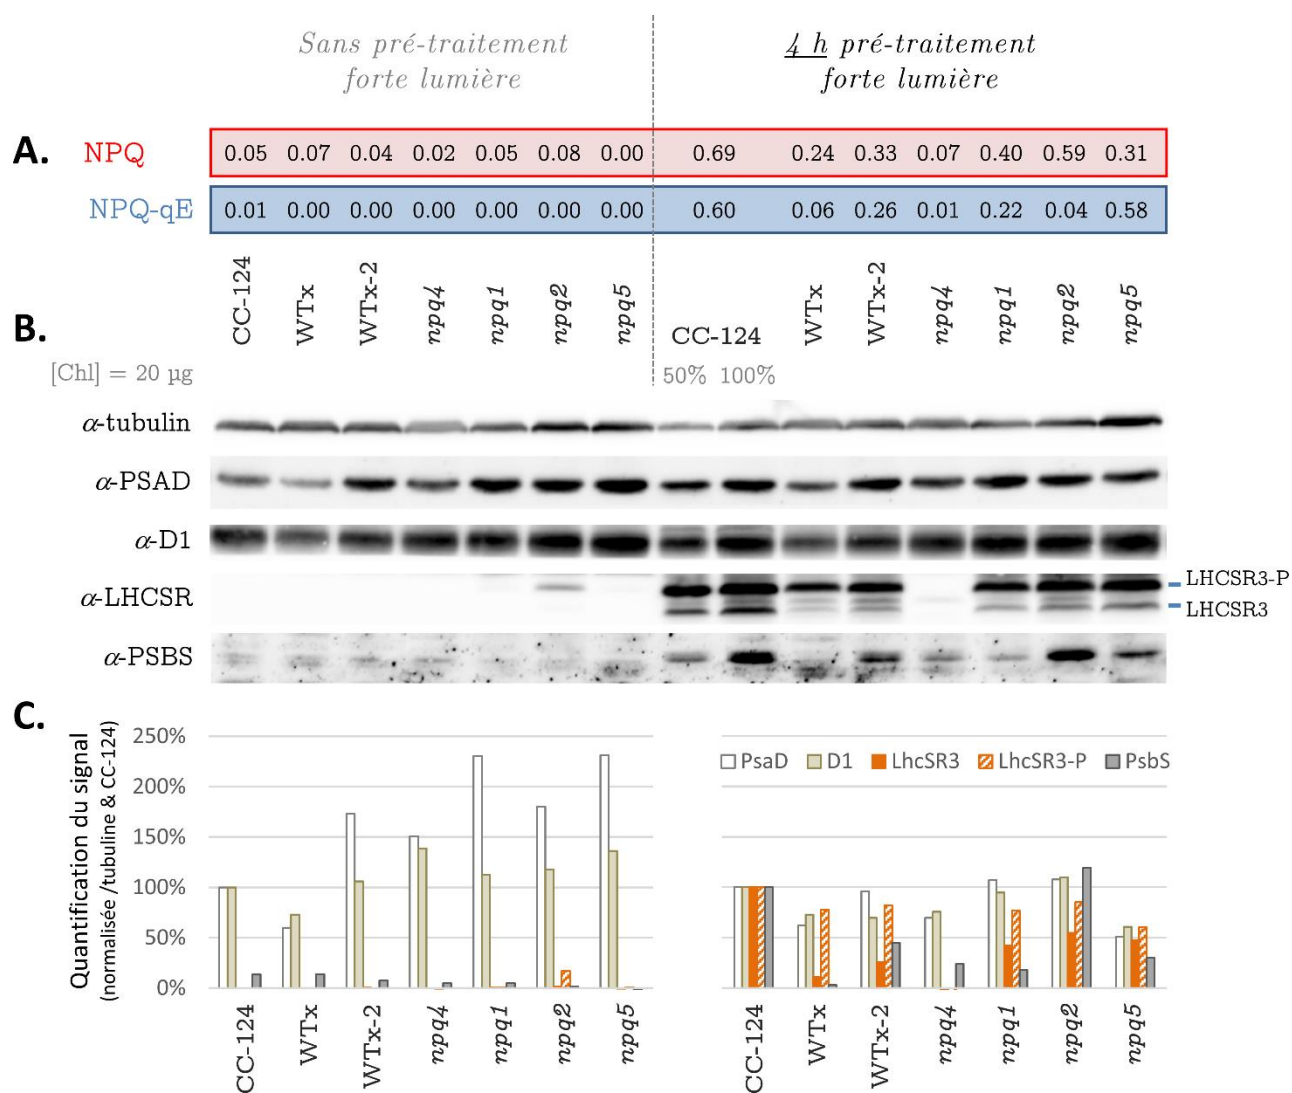 Sans pré-traitement
forte lumière
4 h pré-traitement
forte lumière
A. NPQ 0.05 0.07 0.04 0.02 0.05 0.08 0.00 0.69 0.24 0.33 0.07 0.40 0.59 0.31
NPQ-qE 0.01 0.00 0.00 0.00 0.00 0.00 0.00 0.60 0.06 0.26 0.01 0.22 0.04 0.58
B. CC-124 WTx WTx-2 npq4 npq1 npq2 npq5 CC-124 WTx WTx-2 npq4 npq1 npq2 npq5
[Chl] = 20 µg 50% 100%
α-tubulin
α-PSAD
α-D1
α-LHCSR
LHCSR3-P
LHCSR3
α-PSBS
C.
Quantification du signal
(normalisée /tubuline & CC-124)
250%
200%
150%
100%
50%
0%
PsaD D1 LhcSR3 LhcSR3-P PsbS
CC-124 WTx WTx-2 npq4 npq1 npq2 npq5 CC-124 WTx WTx-2 npq4 npq1 npq2 npq5